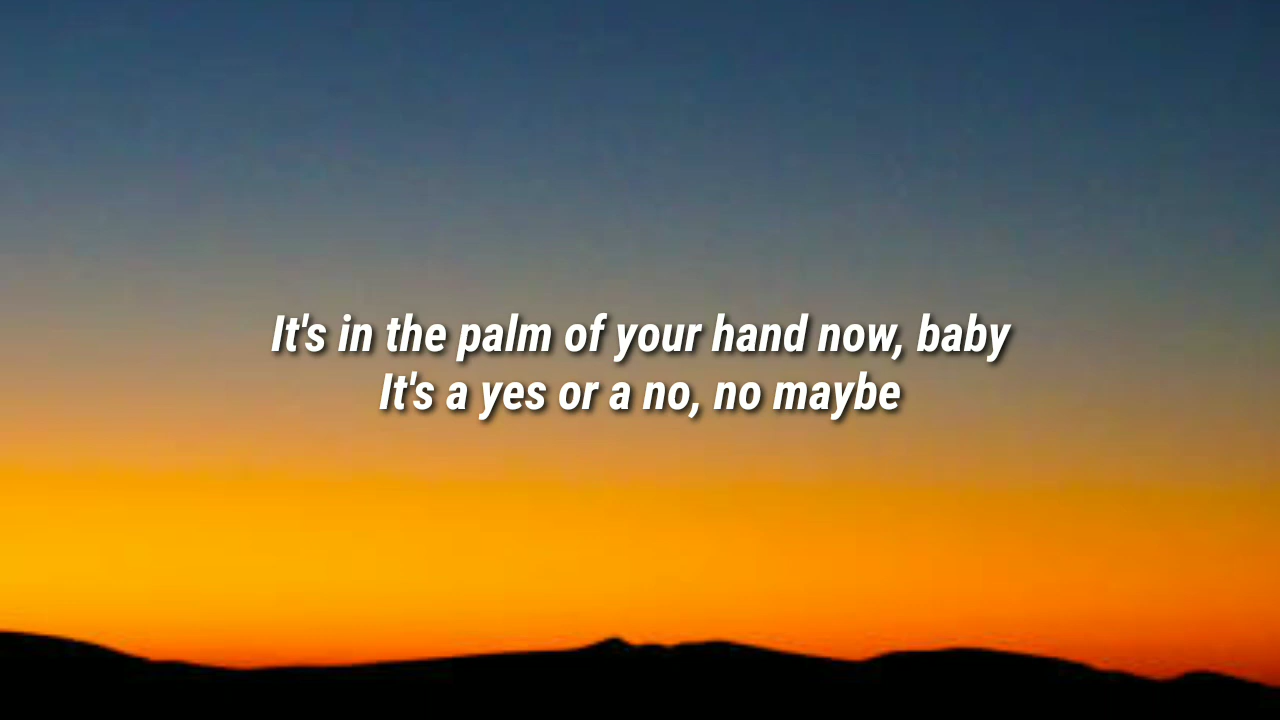 It's in the palm of your hand now, baby
It's a yes or a no, no maybe